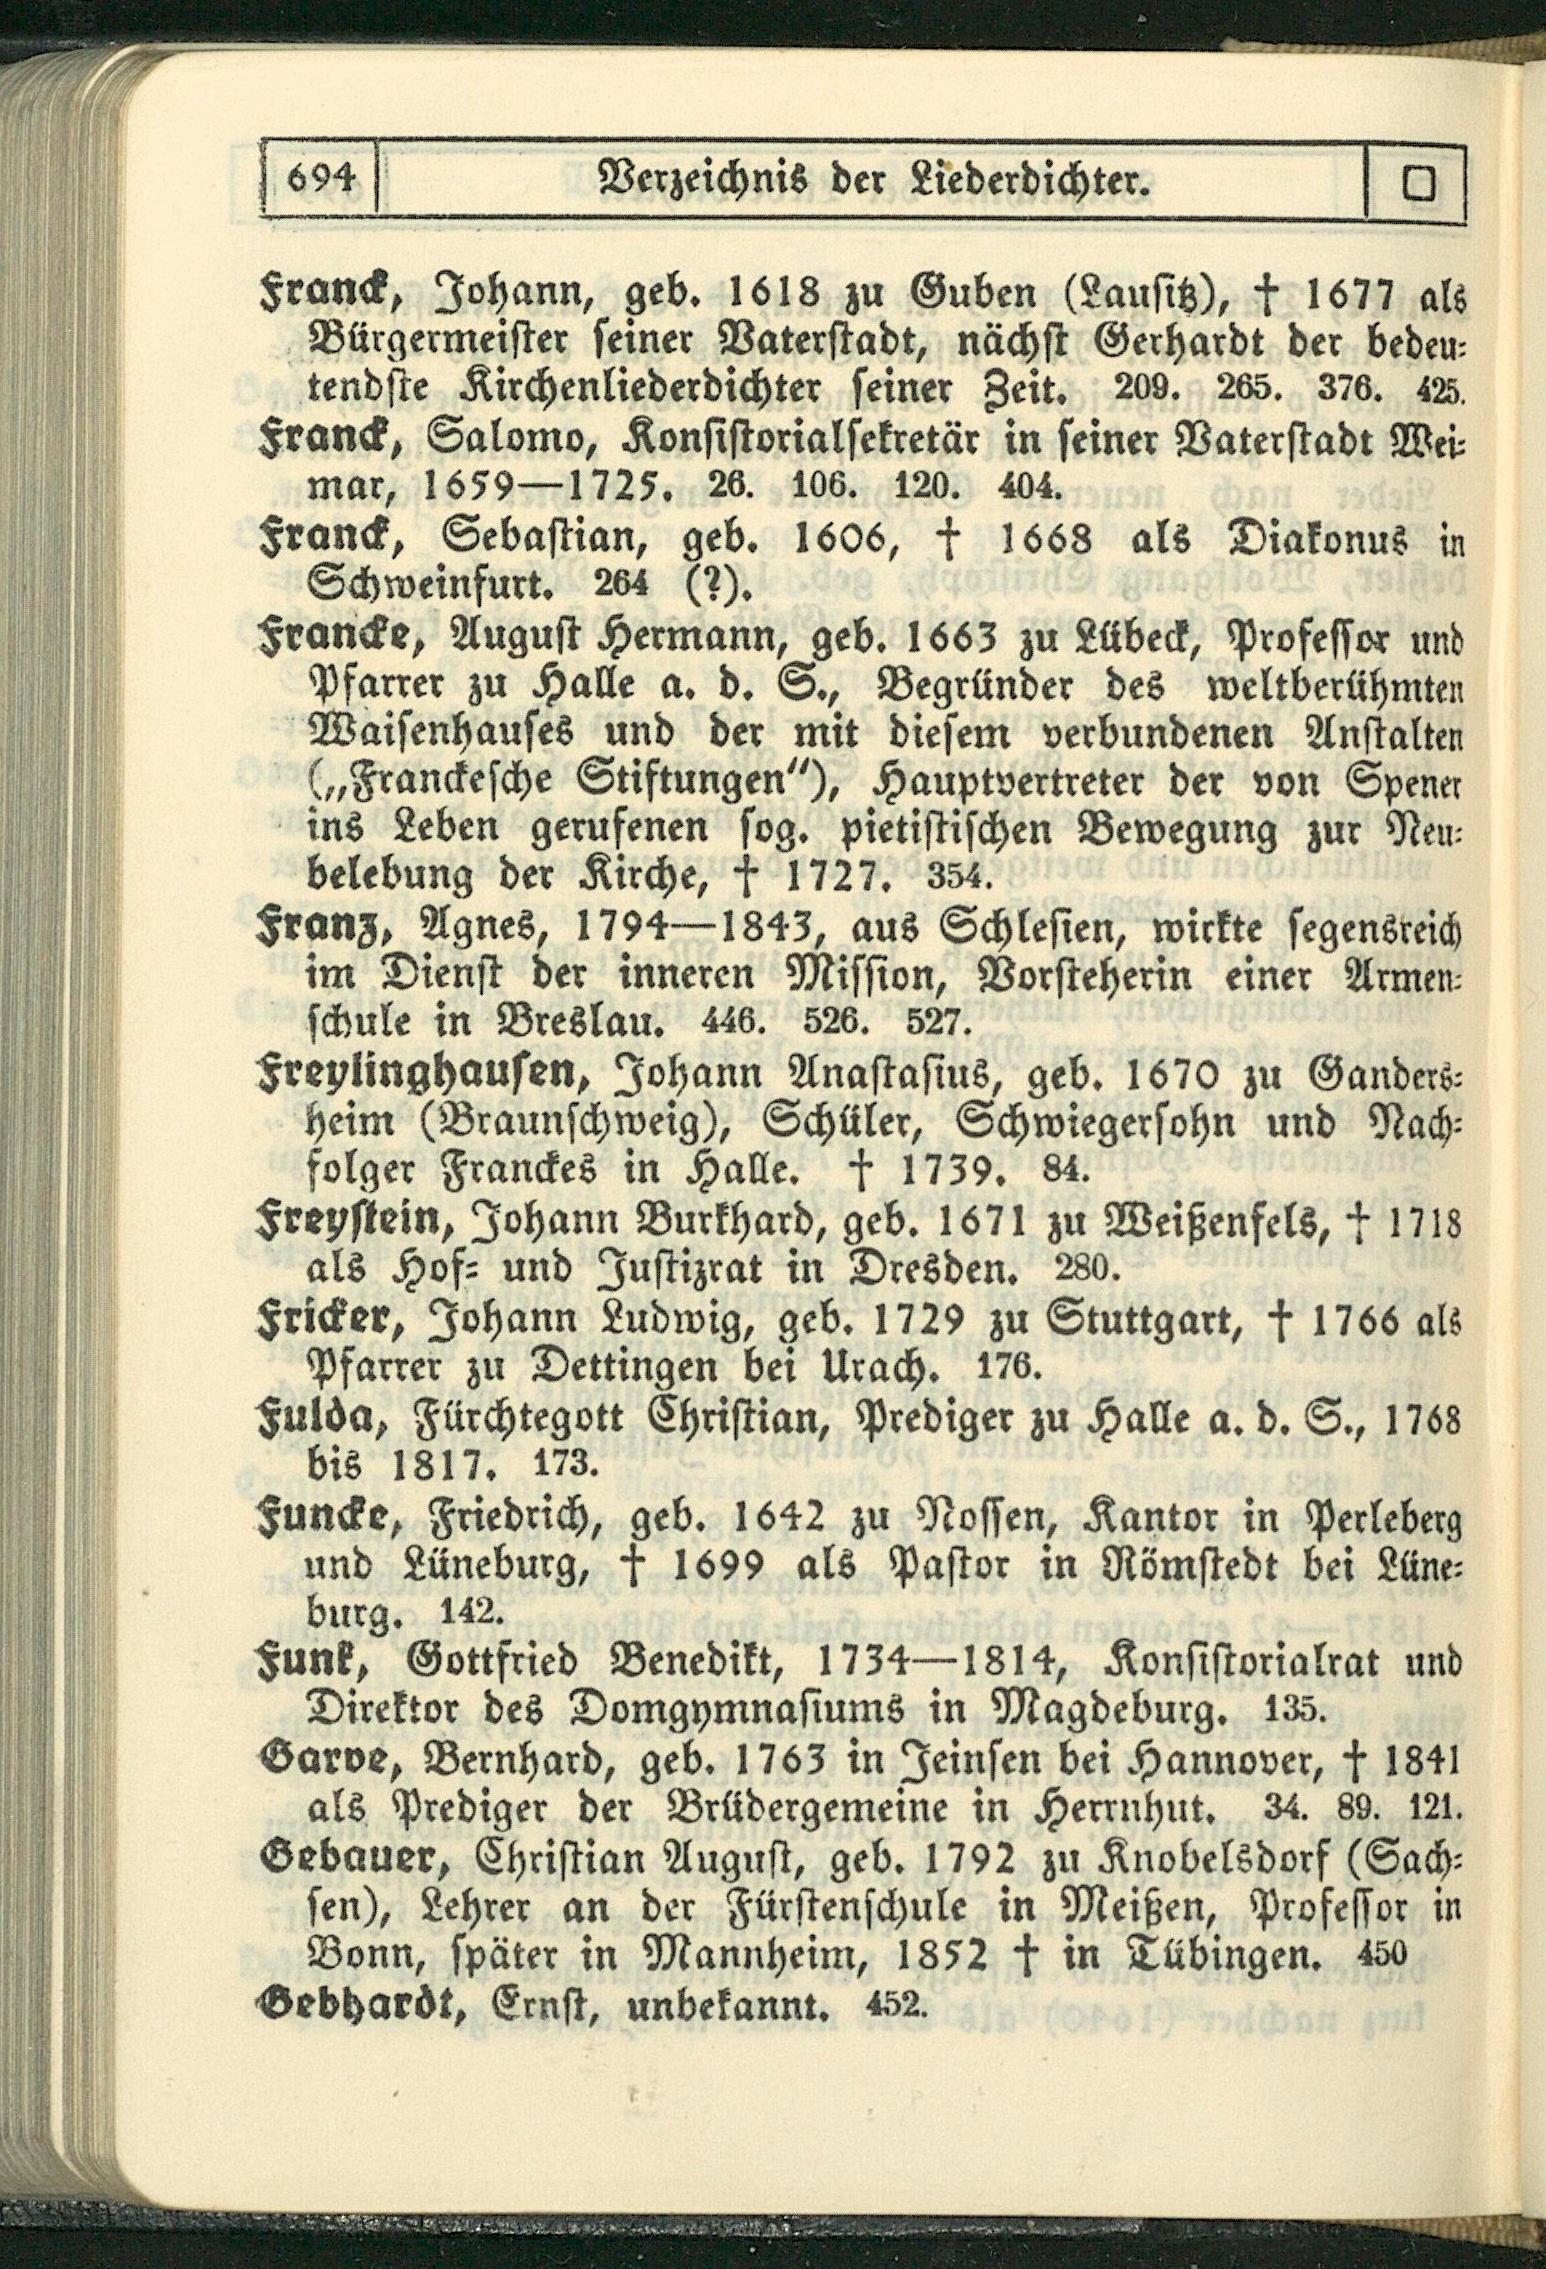 694 Verzeichnis der Liederdichter.
Franck, Johann, geb. 1618 zu Guben (Lausitz), † 1677 als
Bürgermeister seiner Vaterstadt, nächst Gerhardt der bedeu-
tendste Kirchenliederdichter seiner Zeit. 209. 265. 376. 425.
Franck, Salomo, Konsistorialsekretär in seiner Vaterstadt Wei-
mar, 1659—1725. 26. 106. 120. 404.
Franck, Sebastian, geb. 1606, † 1668 als Diakonus in
Schweinfurt. 264 (?).
Francke, August Hermann, geb. 1663 zu Lübeck, Professor und
Pfarrer zu Halle a. d. S., Begründer des weltberühmten
Waisenhauses und der mit diesem verbundenen Anstalten
(„Franckesche Stiftungen“), Hauptvertreter der von Spener
ins Leben gerufenen sog. pietistischen Bewegung zur Neu-
belebung der Kirche, † 1727. 354.
Franz, Agnes, 1794—1843, aus Schlesien, wirkte segensreich
im Dienst der inneren Mission, Vorsteherin einer Armen-
schule in Breslau. 446. 526. 527.
Freylinghausen, Johann Anastasius, geb. 1670 zu Ganders-
heim (Braunschweig), Schüler, Schwiegersohn und Nach-
folger Franckes in Halle. † 1739. 84.
Freystein, Johann Burkhard, geb. 1671 zu Weißenfels, † 1718
als Hof- und Justizrat in Dresden. 280.
Fricker, Johann Ludwig, geb. 1729 zu Stuttgart, † 1766 als
Pfarrer zu Dettingen bei Urach. 176.
Fulda, Fürchtegott Christian, Prediger zu Halle a. d. S., 1768
bis 1817. 173.
Funcke, Friedrich, geb. 1642 zu Nossen, Kantor in Perleberg
und Lüneburg, † 1699 als Pastor in Römstedt bei Lüne-
burg. 142.
Funk, Gottfried Benedikt, 1734—1814, Konsistorialrat und
Direktor des Domgymnasiums in Magdeburg. 135.
Garve, Bernhard, geb. 1763 in Jeinsen bei Hannover, † 1841
als Prediger der Brüdergemeine in Herrnhut. 34. 89. 121.
Gebauer, Christian August, geb. 1792 zu Knobelsdorf (Sach-
sen), Lehrer an der Fürstenschule in Meißen, Professor in
Bonn, später in Mannheim, 1852 † in Tübingen. 450
Gebhardt, Ernst, unbekannt. 452.